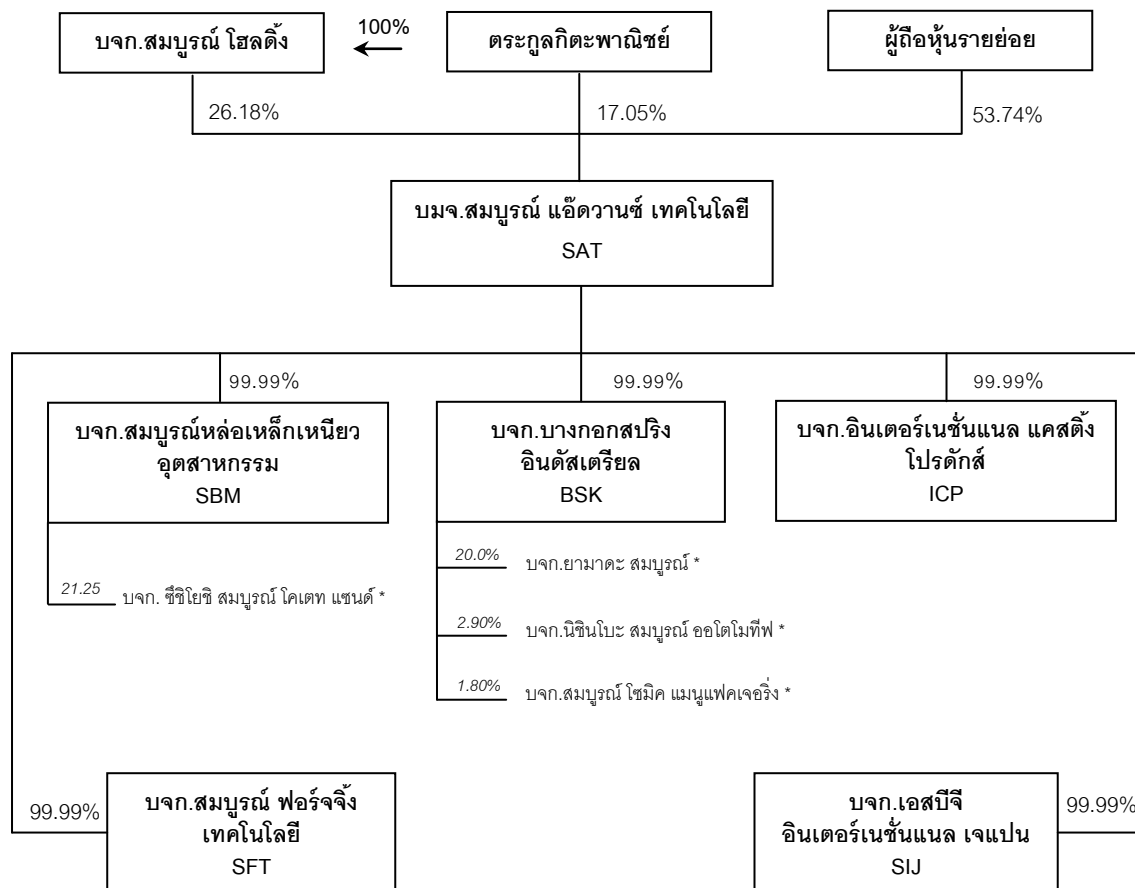 บจก.สมบูรณ์ โฮลดิ้ง
100%
ตระกูลกิตะพาณิชย์
ผู้ถือหุ้นรายย่อย
26.18%
17.05%
53.74%
บมจ.สมบูรณ์ แอ๊ดวานซ์ เทคโนโลยี
SAT
99.99%
99.99%
99.99%
บจก.สมบูรณ์หล่อเหล็กเหนียว
อุตสาหกรรม
SBM
บจก.บางกอกสปริง
อินดัสเตรียล
BSK
บจก.อินเตอร์เนชั่นแนล แคสติ้ง
โปรดักส์
ICP
21.25 บจก. ซึชิโยชิ สมบูรณ์ โคเตท แซนด์ *
20.0% บจก.ยามาดะ สมบูรณ์ *
2.90% บจก.นิชินโบะ สมบูรณ์ ออโตโมทีฟ *
1.80% บจก.สมบูรณ์ โซมิค แมนูแฟคเจอริ่ง *
99.99%
บจก.สมบูรณ์ ฟอร์จจิ้ง
เทคโนโลยี
SFT
บจก.เอสบีจี
อินเตอร์เนชั่นแนล เจแปน
SIJ
99.99%